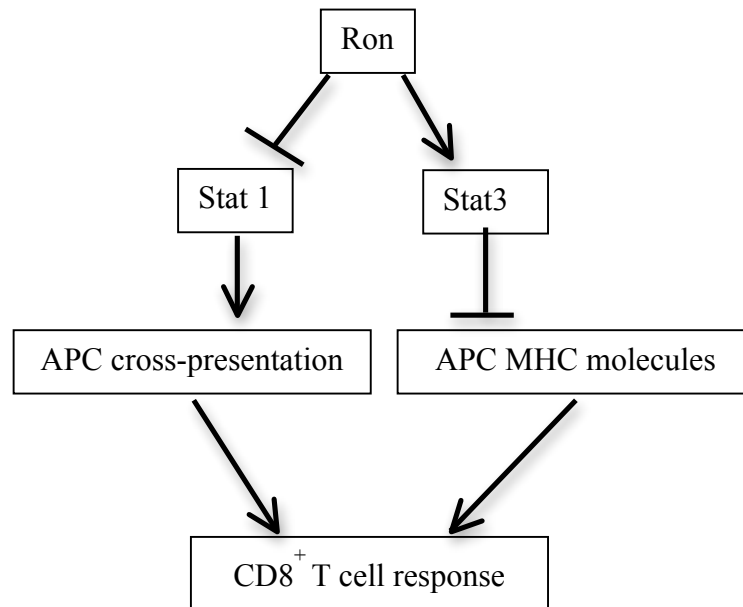 Ron
Stat 1
Stat3
APC cross-presentation
APC MHC molecules
CD8+ T cell response